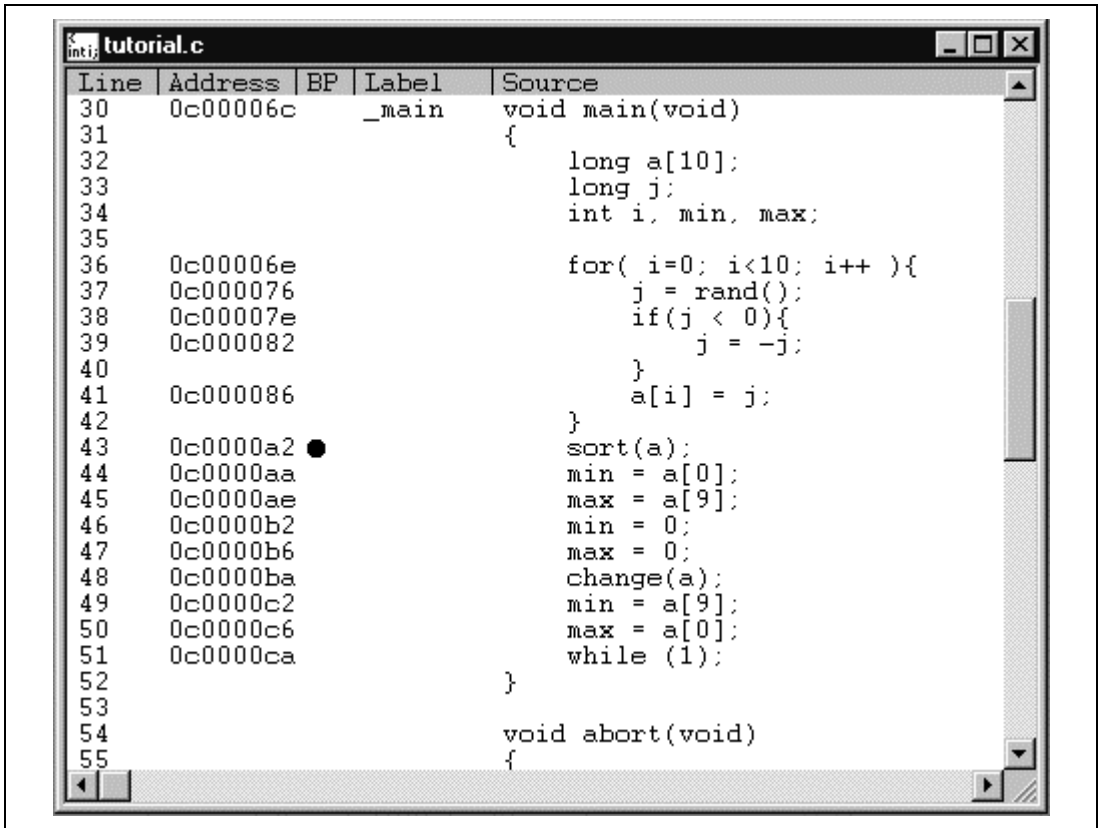 int i; tutorial.c
Line Address BP Label Source
30 0c00006c _main void main(void)
31 {
32 long a[10];
33 long j;
34 int i, min, max;
35
36 0c00006e for( i=0; i<10; i++ ){
37 0c000076 j = rand();
38 0c00007e if(j < 0){
39 0c000082 j = -j;
40 }
41 0c000086 a[i] = j;
42 }
43 0c0000a2 ● sort(a);
44 0c0000aa min = a[0];
45 0c0000ae max = a[9];
46 0c0000b2 min = 0;
47 0c0000b6 max = 0;
48 0c0000ba change(a);
49 0c0000c2 min = a[9];
50 0c0000c6 max = a[0];
51 0c0000ca while (1);
52 }
53
54 void abort(void)
55 {